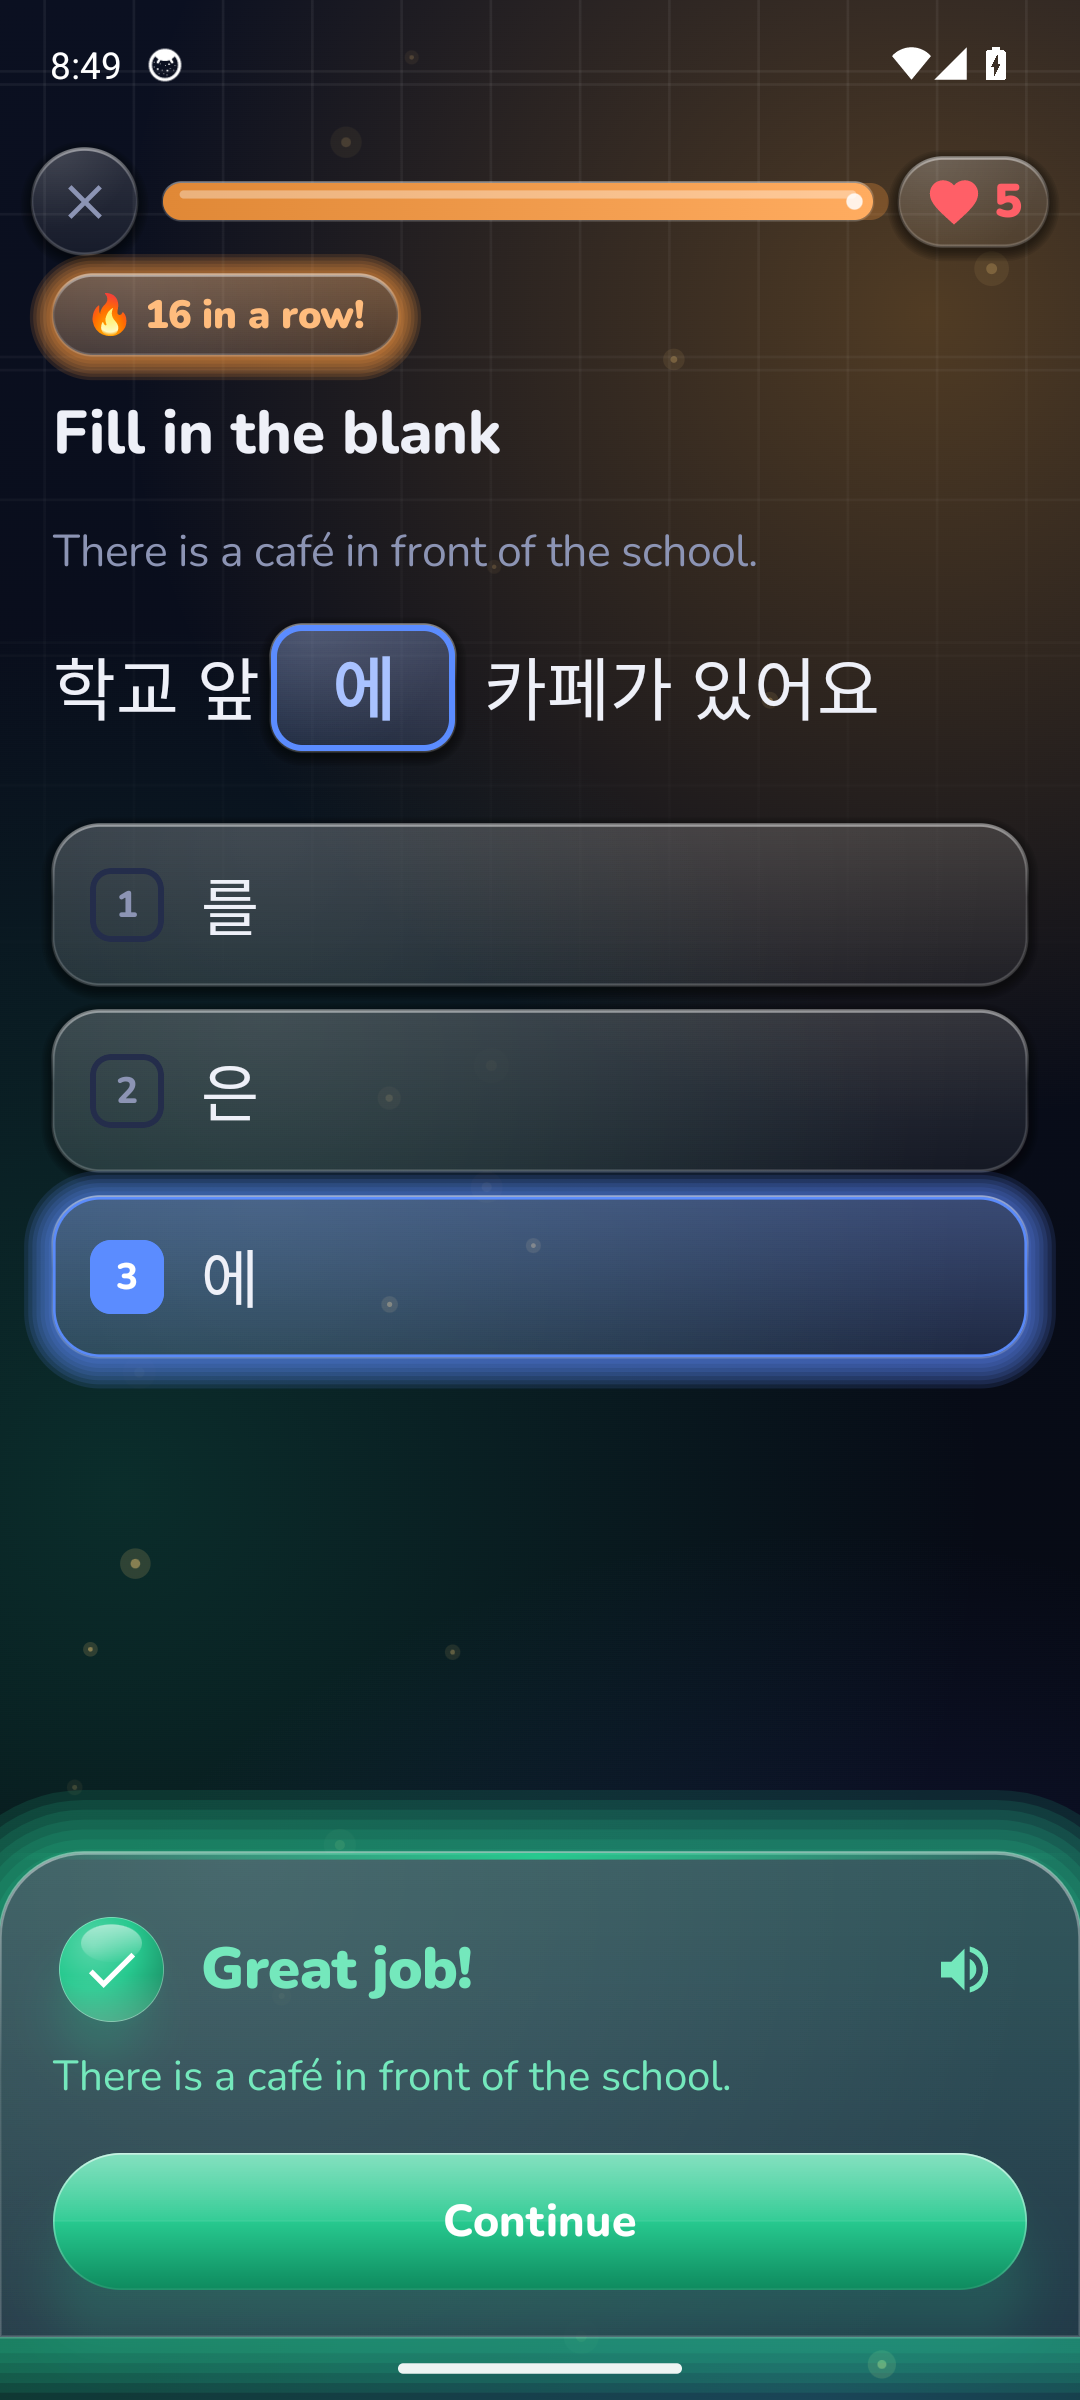 8:49
5
🔥 16 in a row!
Fill in the blank
There is a café in front of the school.
학교 앞 에 카페가 있어요
1 를
2 은
3 에
Great job!
There is a café in front of the school.
Continue